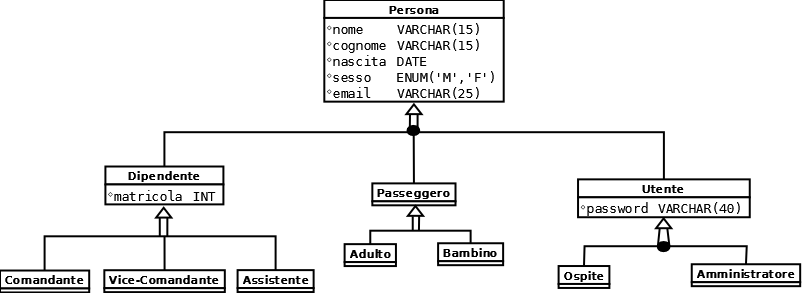 Persona
nome VARCHAR(15)
cognome VARCHAR(15)
nascita DATE
sesso ENUM('M','F')
email VARCHAR(25)
Dipendente
matricola INT
Passeggero
Utente
password VARCHAR(40)
Comandante
Vice-Comandante
Assistente
Adulto
Bambino
Ospite
Amministratore